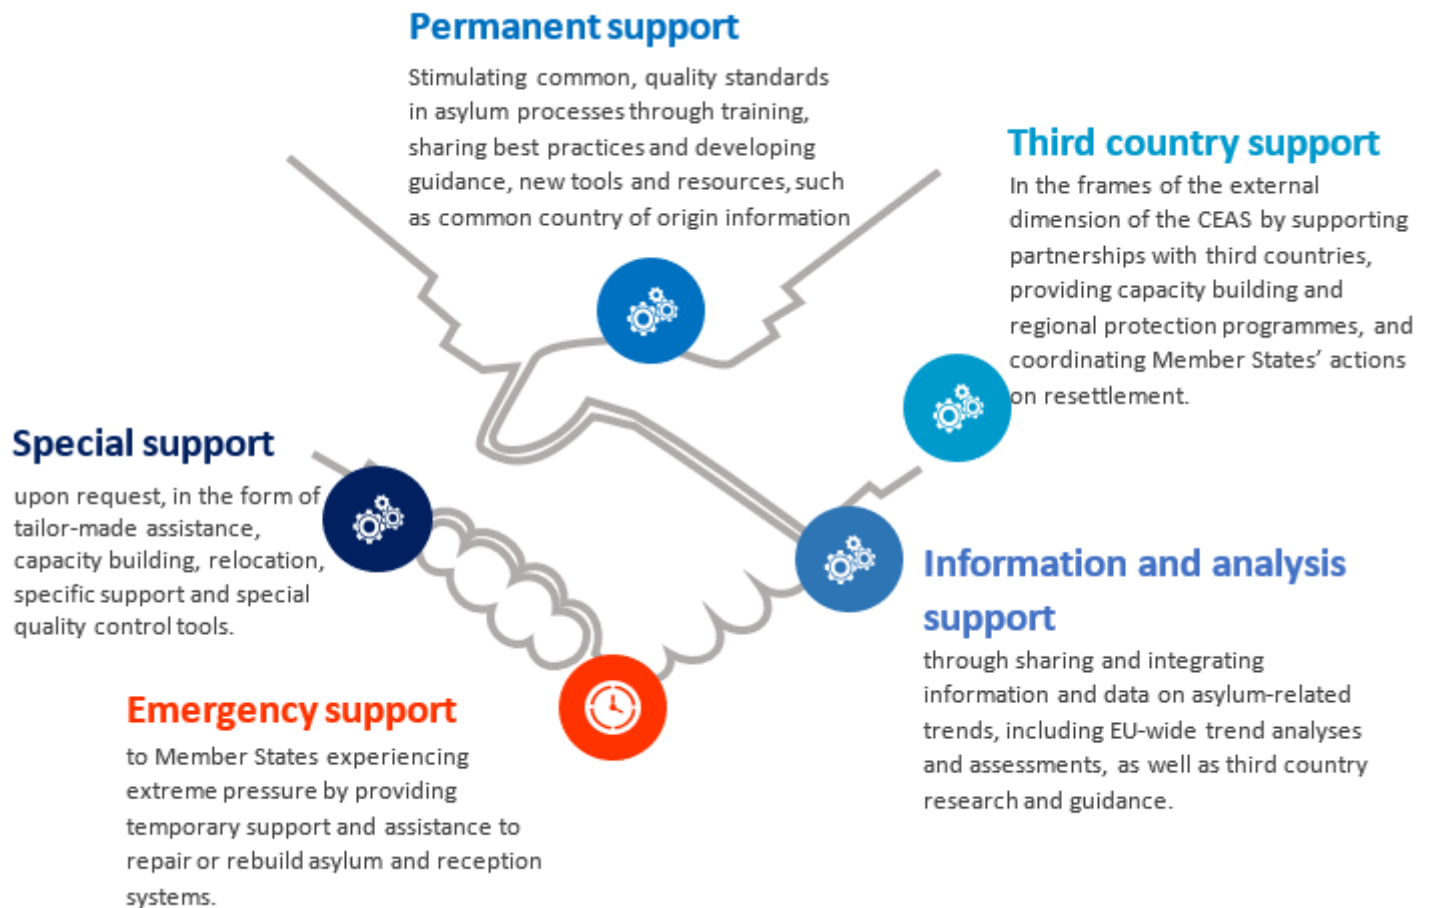 Permanent support
Stimulating common, quality standards
in asylum processes through training,
sharing best practices and developing
guidance, new tools and resources, such
as common country of origin information
Third country support
In the frames of the external
dimension of the CEAS by supporting
partnerships with third countries,
providing capacity building and
regional protection programmes, and
coordinating Member States’ actions
on resettlement.
Special support
upon request, in the form of
tailor-made assistance,
capacity building, relocation,
specific support and special
quality control tools.
Information and analysis
support
through sharing and integrating
information and data on asylum-related
trends, including EU-wide trend analyses
and assessments, as well as third country
research and guidance.
Emergency support
to Member States experiencing
extreme pressure by providing
temporary support and assistance to
repair or rebuild asylum and reception
systems.